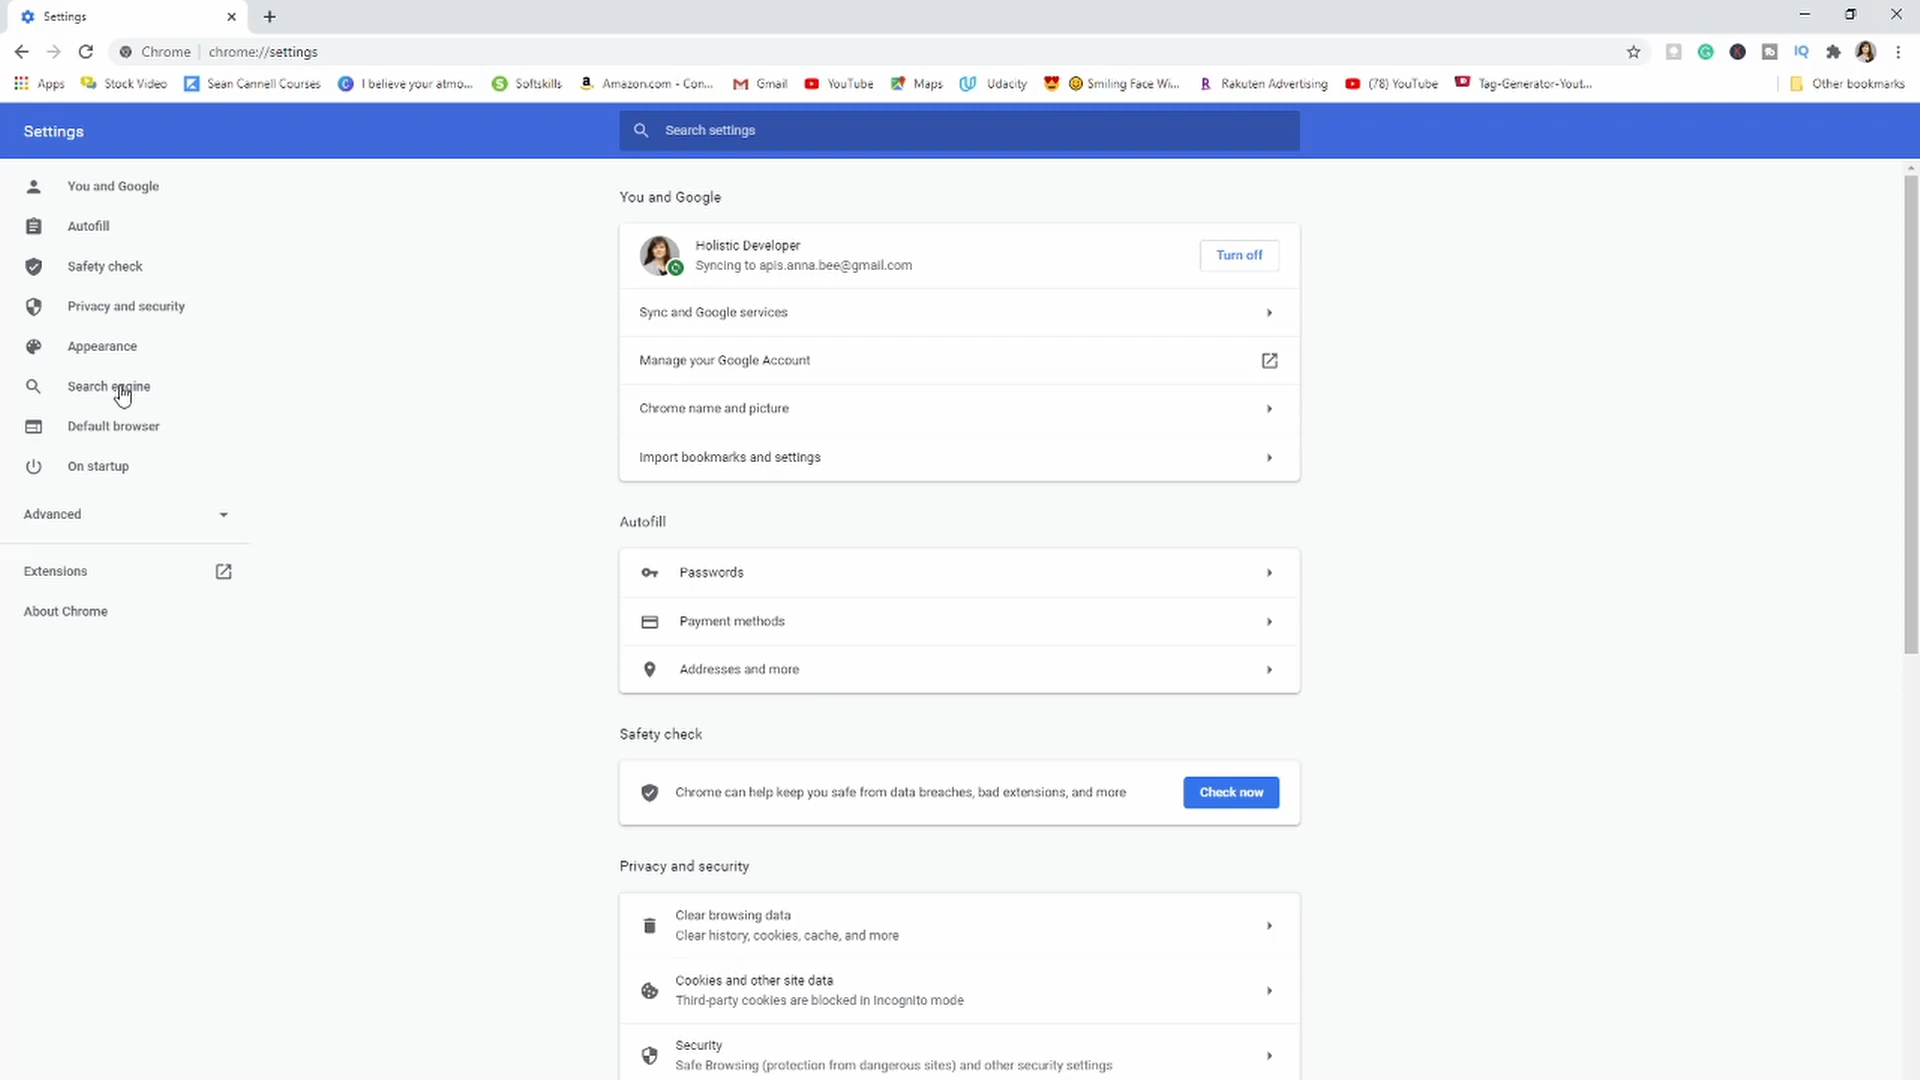 Settings
Chrome | chrome://settings
Apps Stock Video Sean Cannell Courses I believe your atmo... Softskills Amazon.com - Con... Gmail YouTube Maps Udacity Smiling Face Wi... Rakuten Advertising (78) YouTube Tag-Generator-Yout... Other bookmarks
Settings
Search settings
You and Google
Autofill
Safety check
Privacy and security
Appearance
Search engine
Default browser
On startup
Advanced
Extensions
About Chrome
You and Google
Holistic Developer
Syncing to apis.anna.bee@gmail.com
Turn off
Sync and Google services
Manage your Google Account
Chrome name and picture
Import bookmarks and settings
Autofill
Passwords
Payment methods
Addresses and more
Safety check
Chrome can help keep you safe from data breaches, bad extensions, and more
Check now
Privacy and security
Clear browsing data
Clear history, cookies, cache, and more
Cookies and other site data
Third-party cookies are blocked in Incognito mode
Security
Safe Browsing (protection from dangerous sites) and other security settings